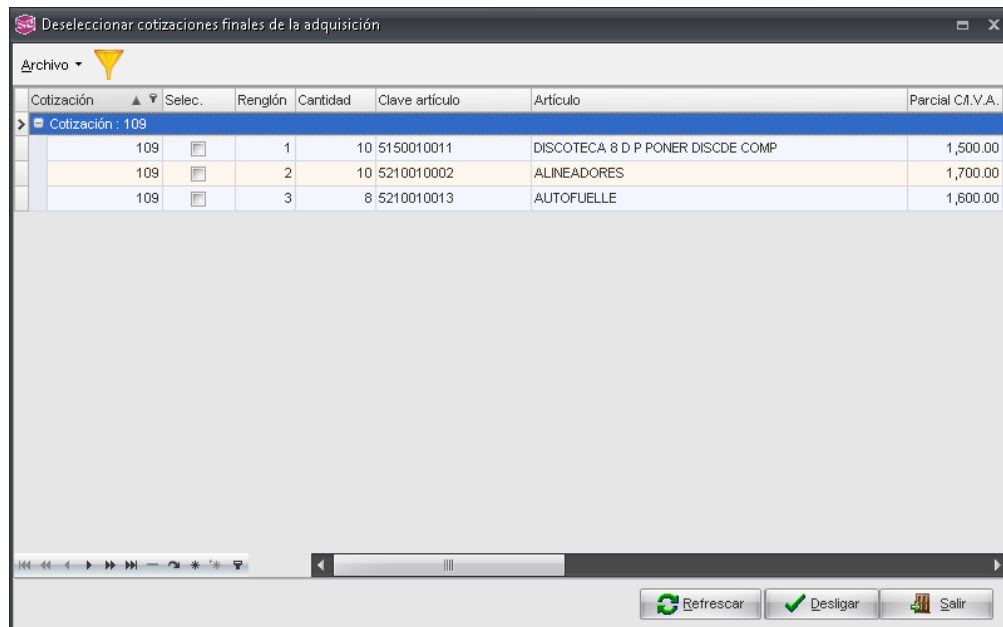 Deseleccionar cotizaciones finales de la adquisición
Archivo
Cotización Selec. Renglón Cantidad Clave artículo Artículo Parcial C/I.V.A.
Cotización : 109
109 1 10 5150010011 DISCOTECA 8 D P PONER DISCDE COMP 1,500.00
109 2 10 5210010002 ALINEADORES 1,700.00
109 3 8 5210010013 AUTOFUELLE 1,600.00
Refrescar Desligar Salir